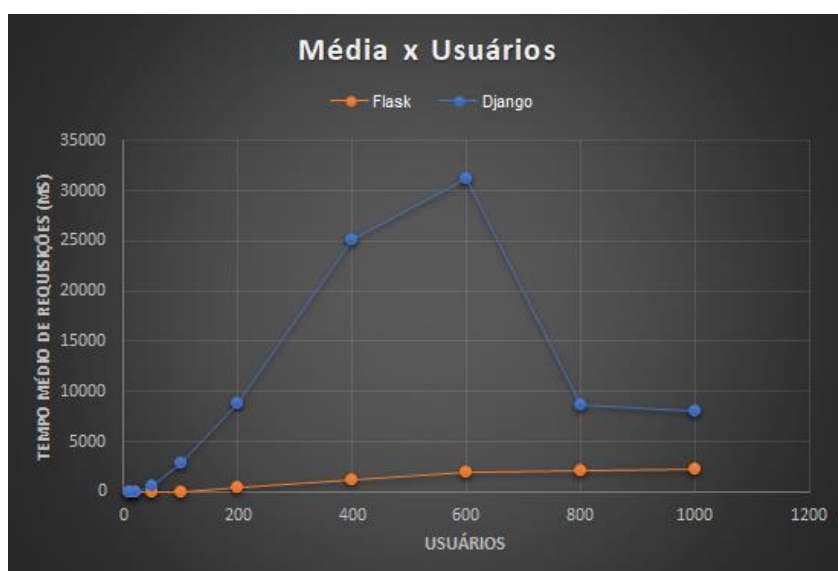 Média x Usuários
Flask Django
TEMPO MÉDIO DE REQUISIÇÕES (MS)
35000
30000
25000
20000
15000
10000
5000
0
0 200 400 600 800 1000 1200
USUÁRIOS